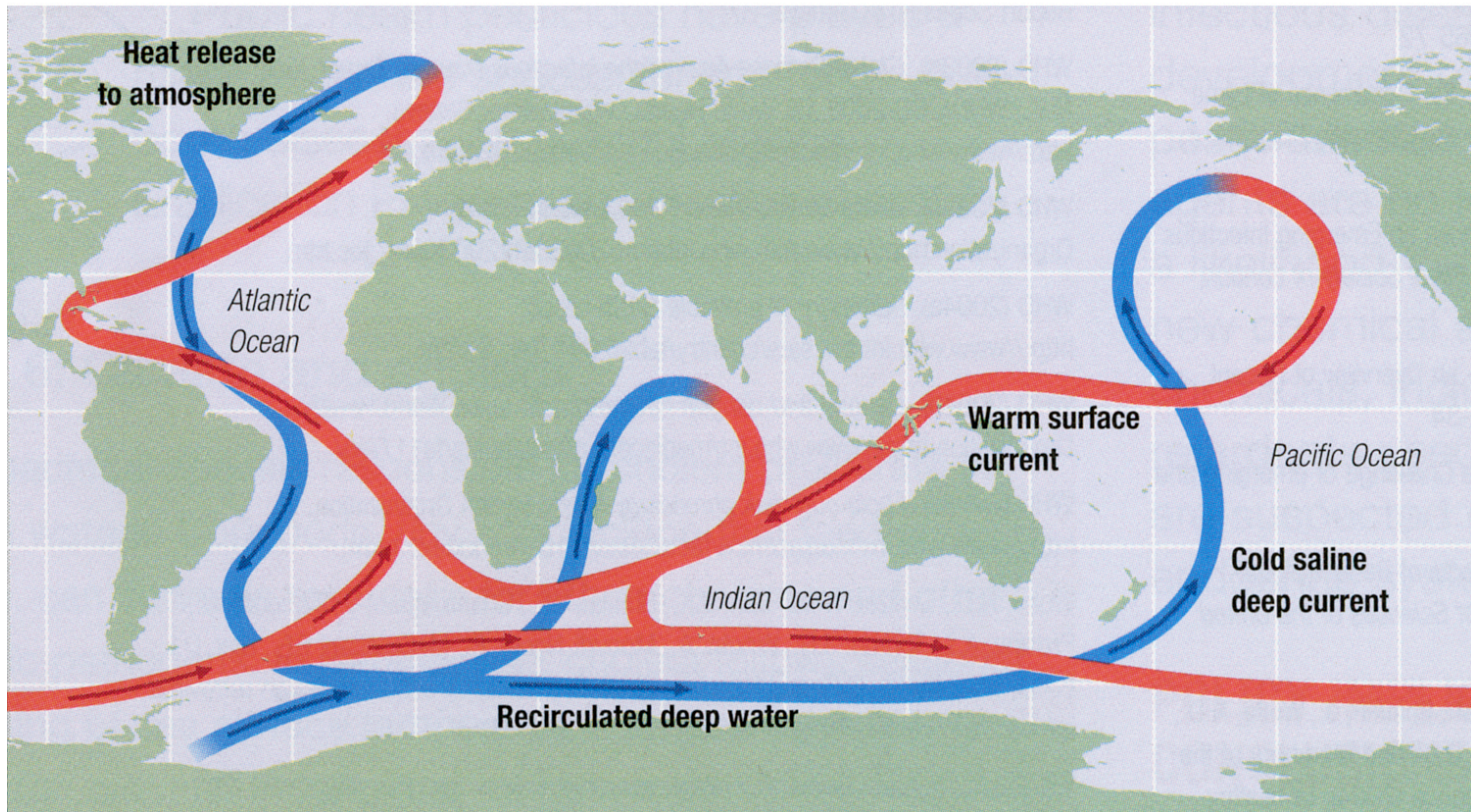 Heat release
to atmosphere
Atlantic
Ocean
Warm surface
current
Pacific Ocean
Indian Ocean
Cold saline
deep current
Recirculated deep water